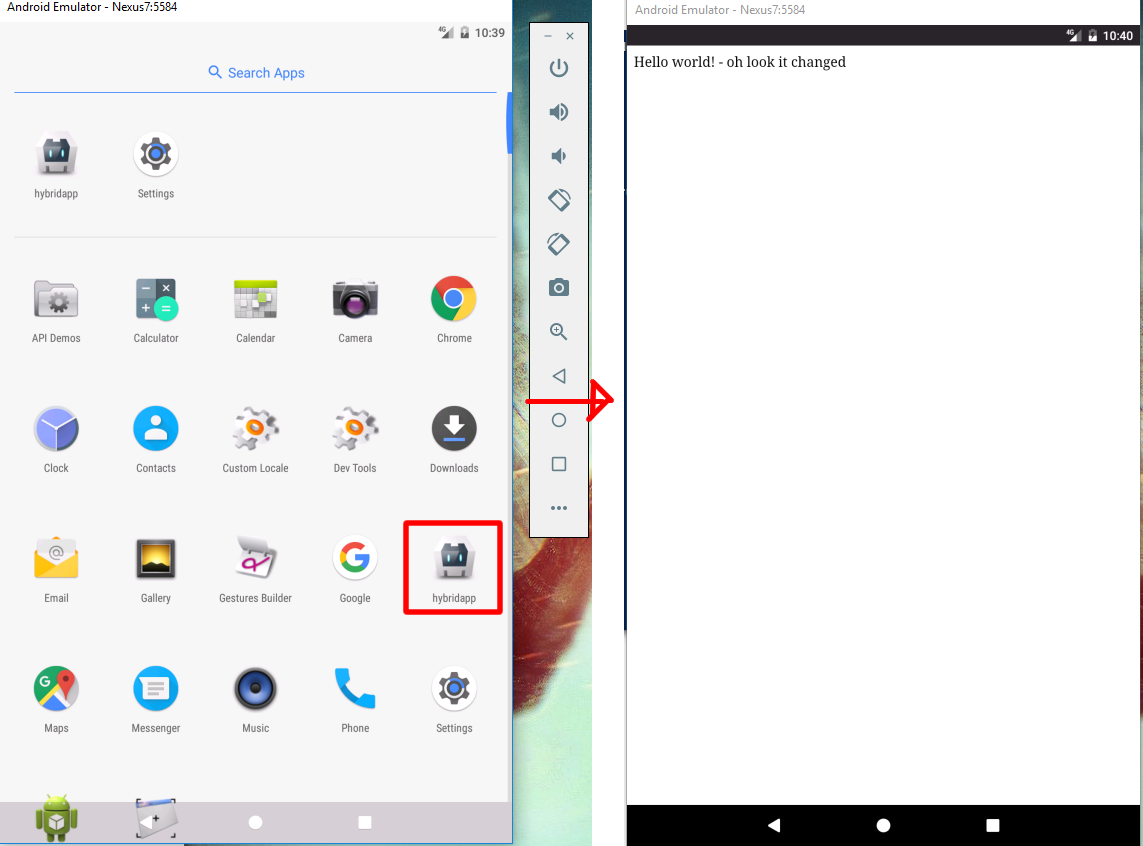 Android Emulator - Nexus7:5584
4G 10:39
Search Apps
hybridapp Settings
API Demos Calculator Calendar Camera Chrome
Clock Contacts Custom Locale Dev Tools Downloads
Email Gallery Gestures Builder Google hybridapp
Maps Messenger Music Phone Settings
Android Emulator - Nexus7:5584
4G 10:40
Hello world! - oh look it changed